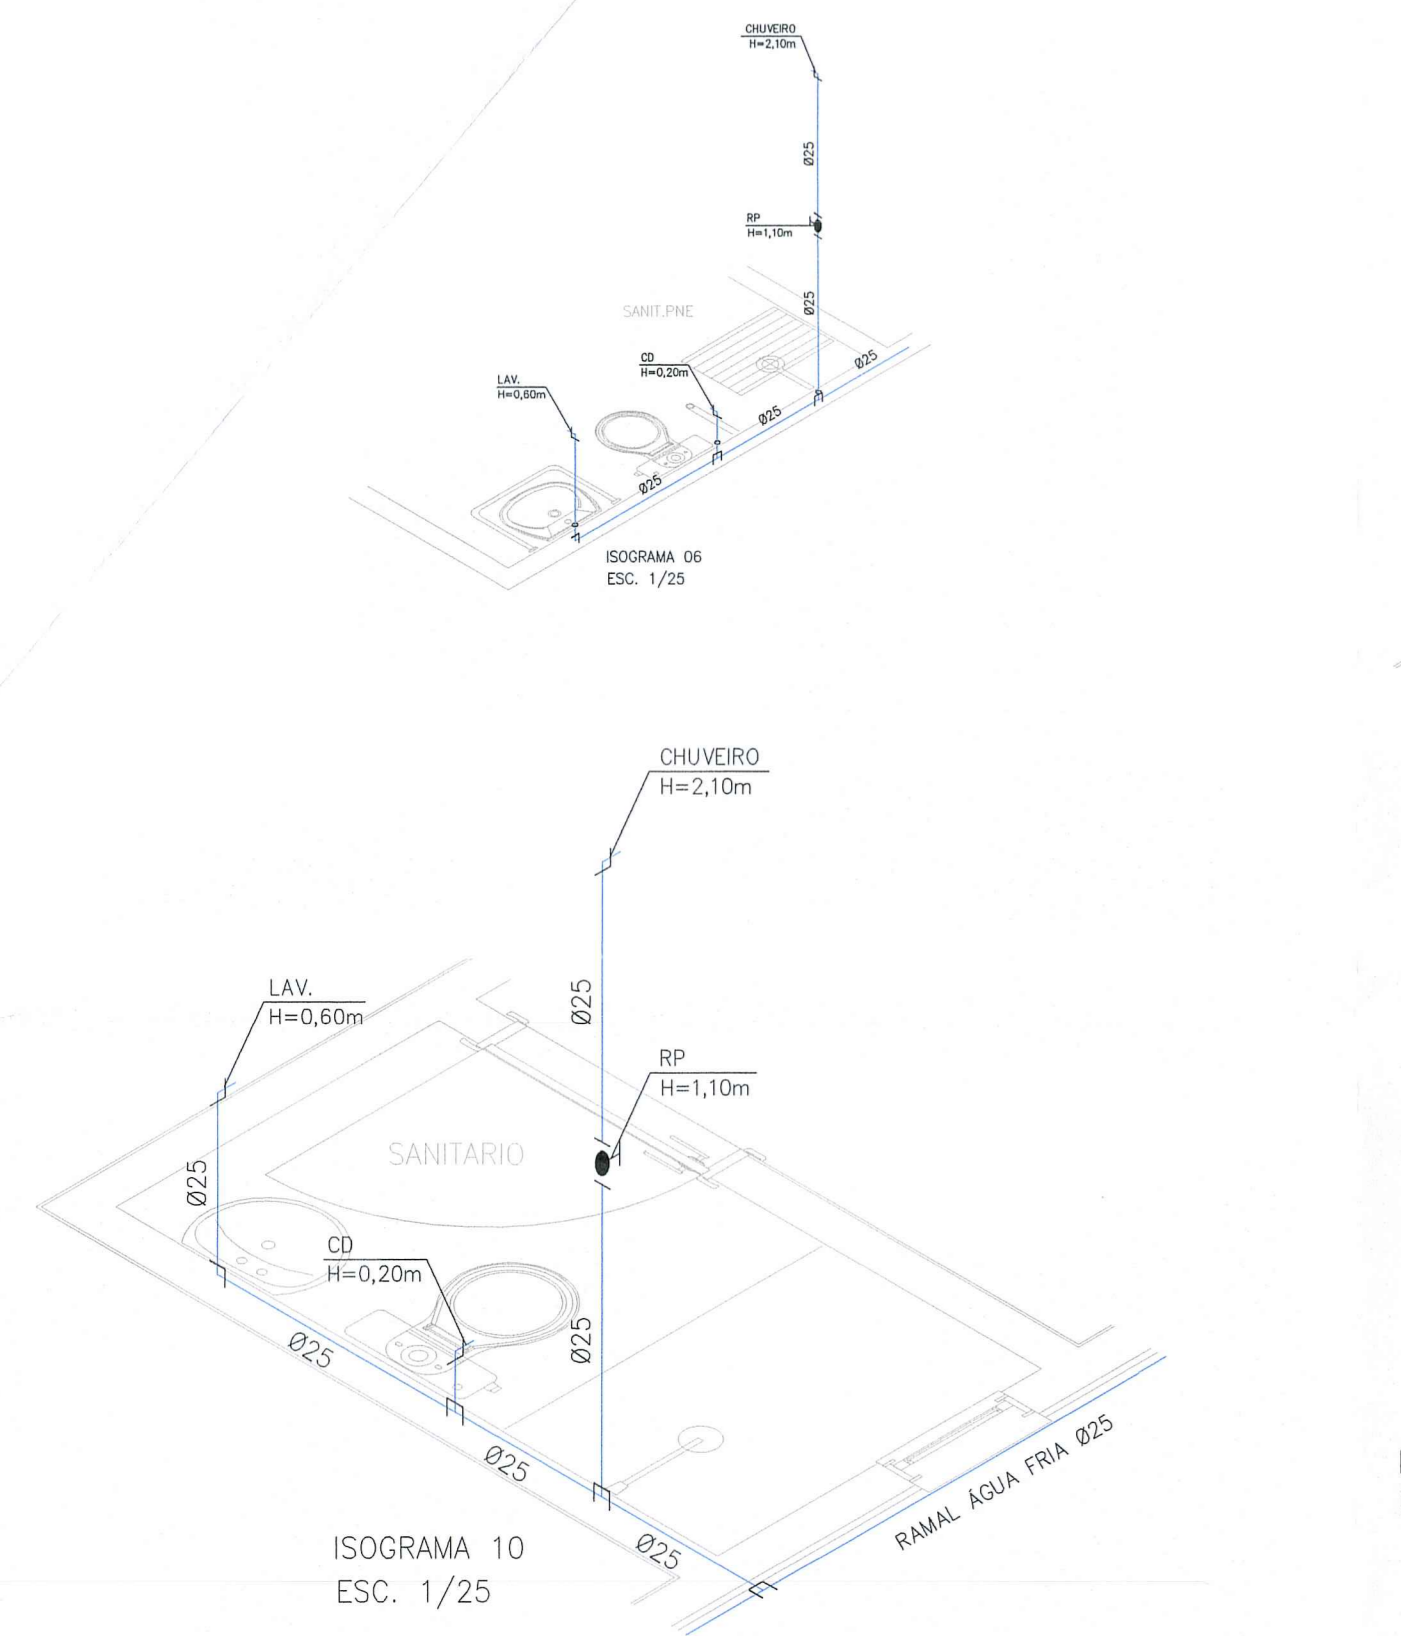 CHUVEIRO
H=2,10m
Ø25
RP
H=1,10m
Ø25
SANIT.PNE
CD
H=0,20m
Ø25
LAV.
H=0,60m
Ø25
Ø25
ISOGRAMA 06
ESC. 1/25
CHUVEIRO
H=2,10m
LAV.
H=0,60m
Ø25
RP
H=1,10m
SANITARIO
Ø25
CD
H=0,20m
Ø25
Ø25
Ø25
RAMAL ÁGUA FRIA Ø25
Ø25
ISOGRAMA 10
ESC. 1/25